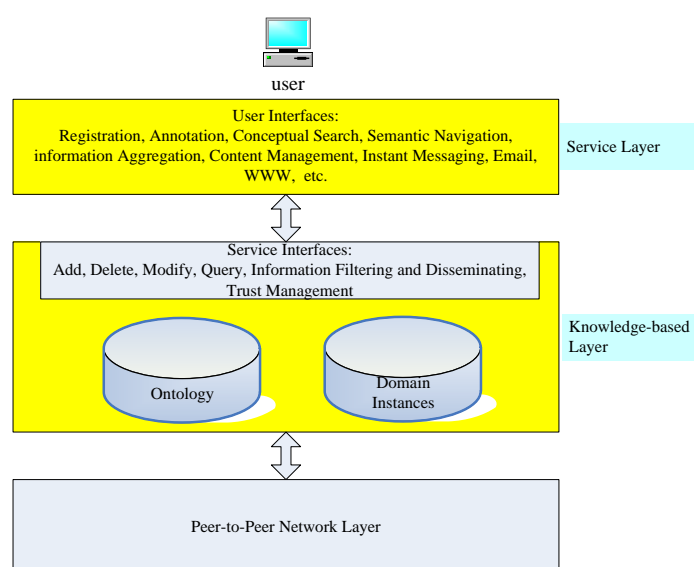 user
User Interfaces:
Registration, Annotation, Conceptual Search, Semantic Navigation,
information Aggregation, Content Management, Instant Messaging, Email,
WWW, etc.
Service Layer
Service Interfaces:
Add, Delete, Modify, Query, Information Filtering and Disseminating,
Trust Management
Knowledge-based
Layer
Ontology
Domain
Instances
Peer-to-Peer Network Layer